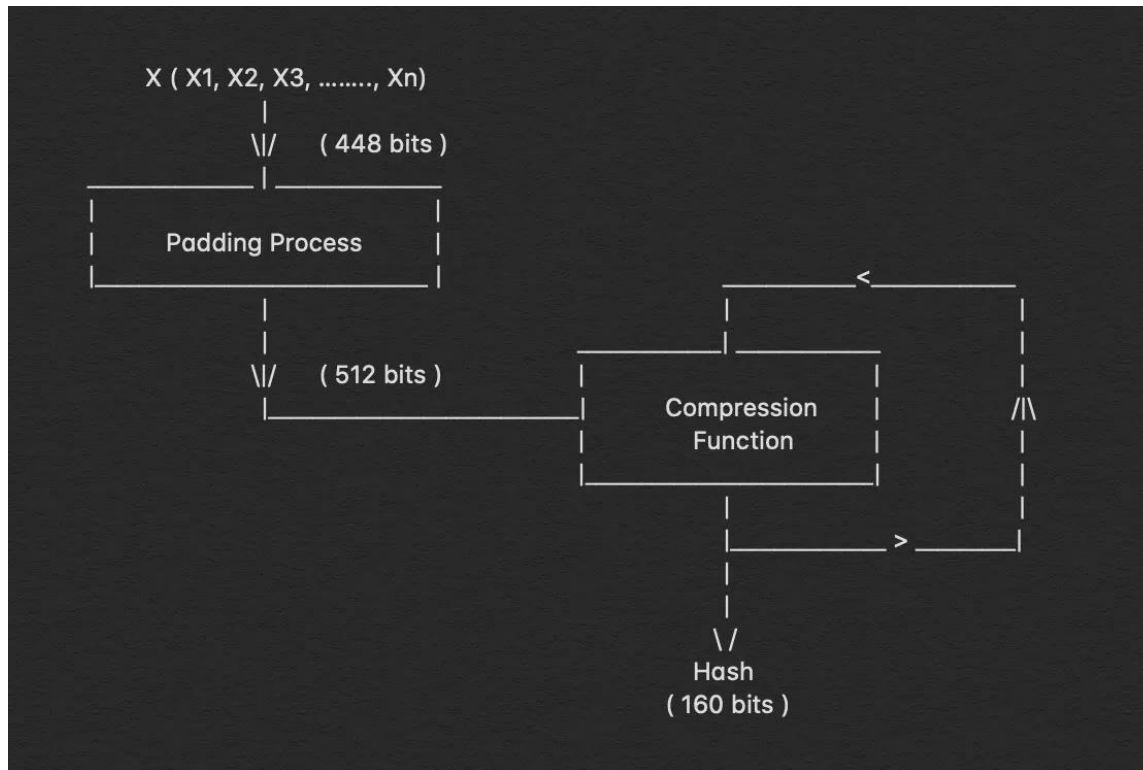 X ( X1, X2, X3, ........, Xn)
( 448 bits )
Padding Process
( 512 bits )
Compression
Function
Hash
( 160 bits )